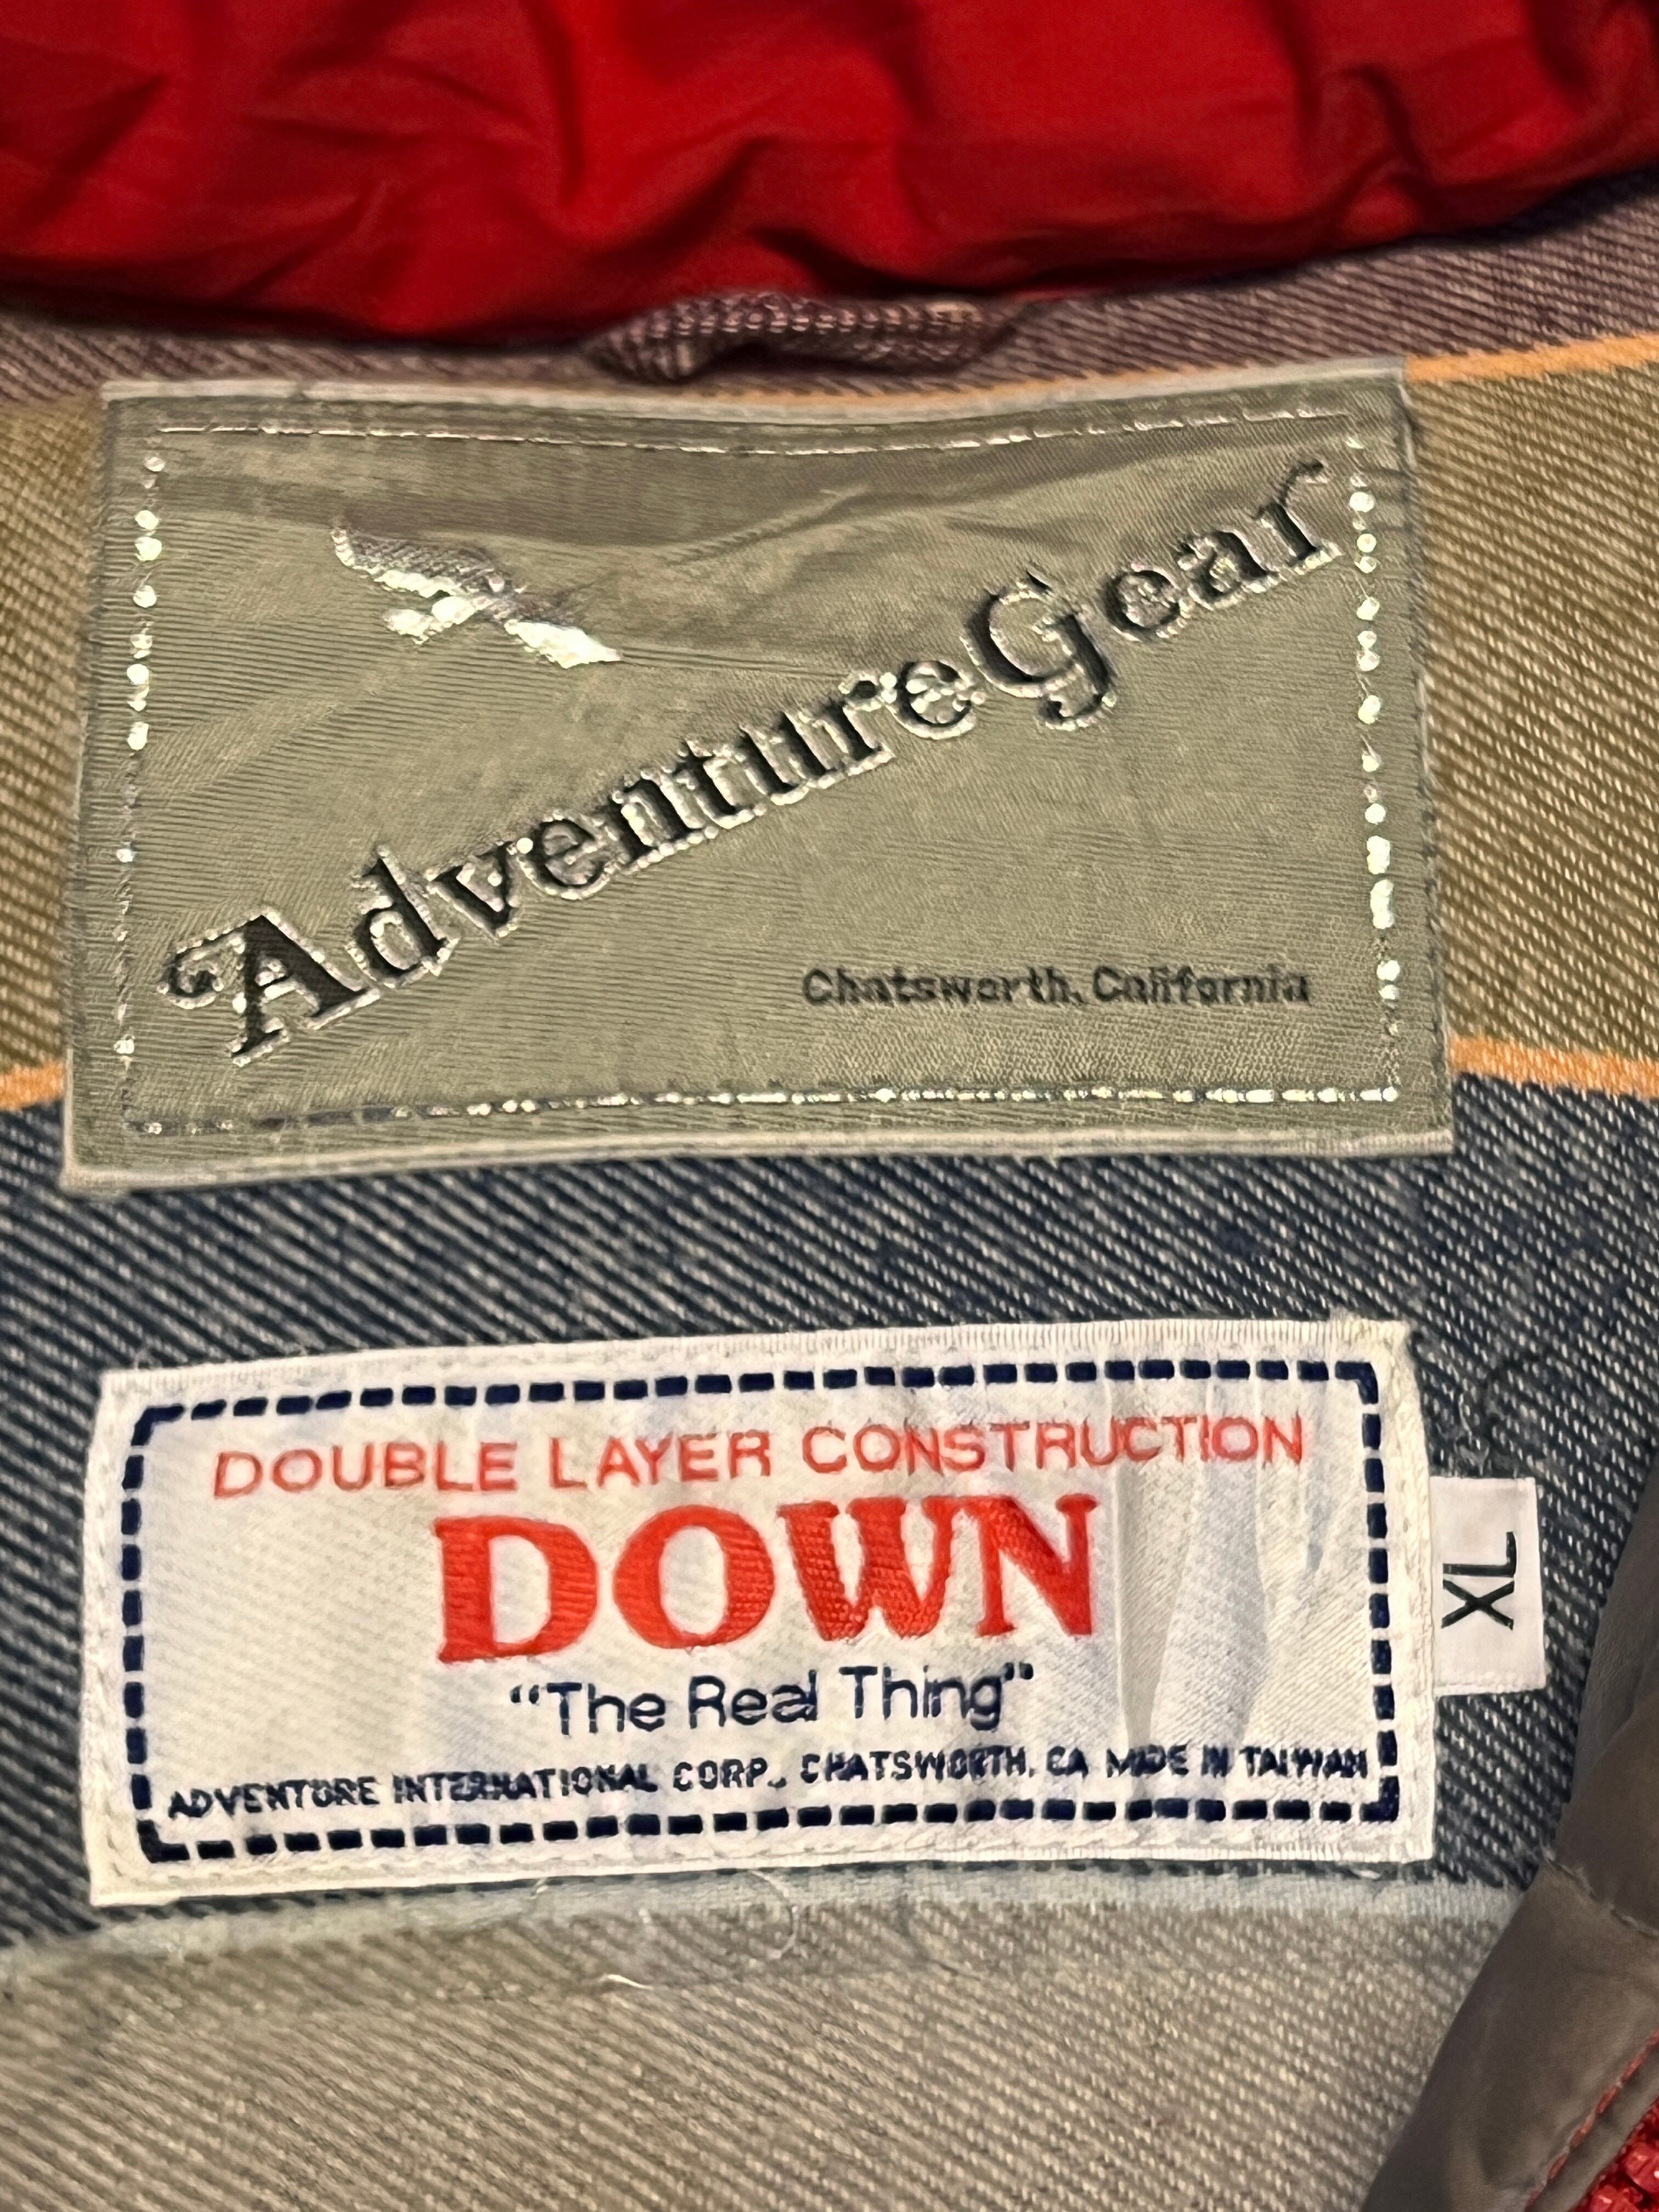 AdventureGear
Chatsworth, California
DOUBLE LAYER CONSTRUCTION
DOWN
"The Real Thing"
ADVENTURE INTERNATIONAL CORP., CHATSWORTH, CA MADE IN TAIWAN
XL